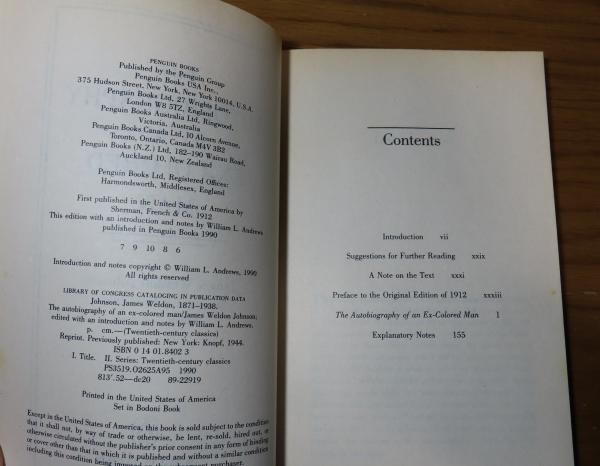 PENGUIN BOOKS
Published by the Penguin Group
Penguin Books USA Inc.,
375 Hudson Street, New York, New York 10014, U.S.A.
Penguin Books Ltd, 27 Wrights Lane,
London W8 5TZ, England
Penguin Books Australia Ltd, Ringwood,
Victoria, Australia
Penguin Books Canada Ltd, 10 Alcorn Avenue,
Toronto, Ontario, Canada M4V 3B2
Penguin Books (N.Z.) Ltd, 182–190 Wairau Road,
Auckland 10, New Zealand
Penguin Books Ltd, Registered Offices:
Harmondsworth, Middlesex, England
First published in the United States of America by
Sherman, French & Co. 1912
This edition with an introduction and notes by William L. Andrews
published in Penguin Books 1990
7 9 10 8 6
Introduction and notes copyright © William L. Andrews, 1990
All rights reserved
LIBRARY OF CONGRESS CATALOGING IN PUBLICATION DATA
Johnson, James Weldon, 1871–1938.
The autobiography of an ex-colored man/James Weldon Johnson;
edited with an introduction and notes by William L. Andrews.
p. cm.—(Twentieth-century classics)
Reprint. Previously published: New York: Knopf, 1944.
ISBN 0 14 01.8402 3
I. Title. II. Series: Twentieth-century classics
PS3519.O2625A95 1990
813'.52—dc20 89-22919
Printed in the United States of America
Set in Bodoni Book
Except in the United States of America, this book is sold subject to the condition
that it shall not, by way of trade or otherwise, be lent, re-sold, hired out, or
otherwise circulated without the publisher's prior consent in any form of binding
or cover other than that in which it is published and without a similar condition
including this condition being imposed on the subsequent purchaser.
Contents
Introduction vii
Suggestions for Further Reading xxix
A Note on the Text xxxi
Preface to the Original Edition of 1912 xxxiii
The Autobiography of an Ex-Colored Man 1
Explanatory Notes 155